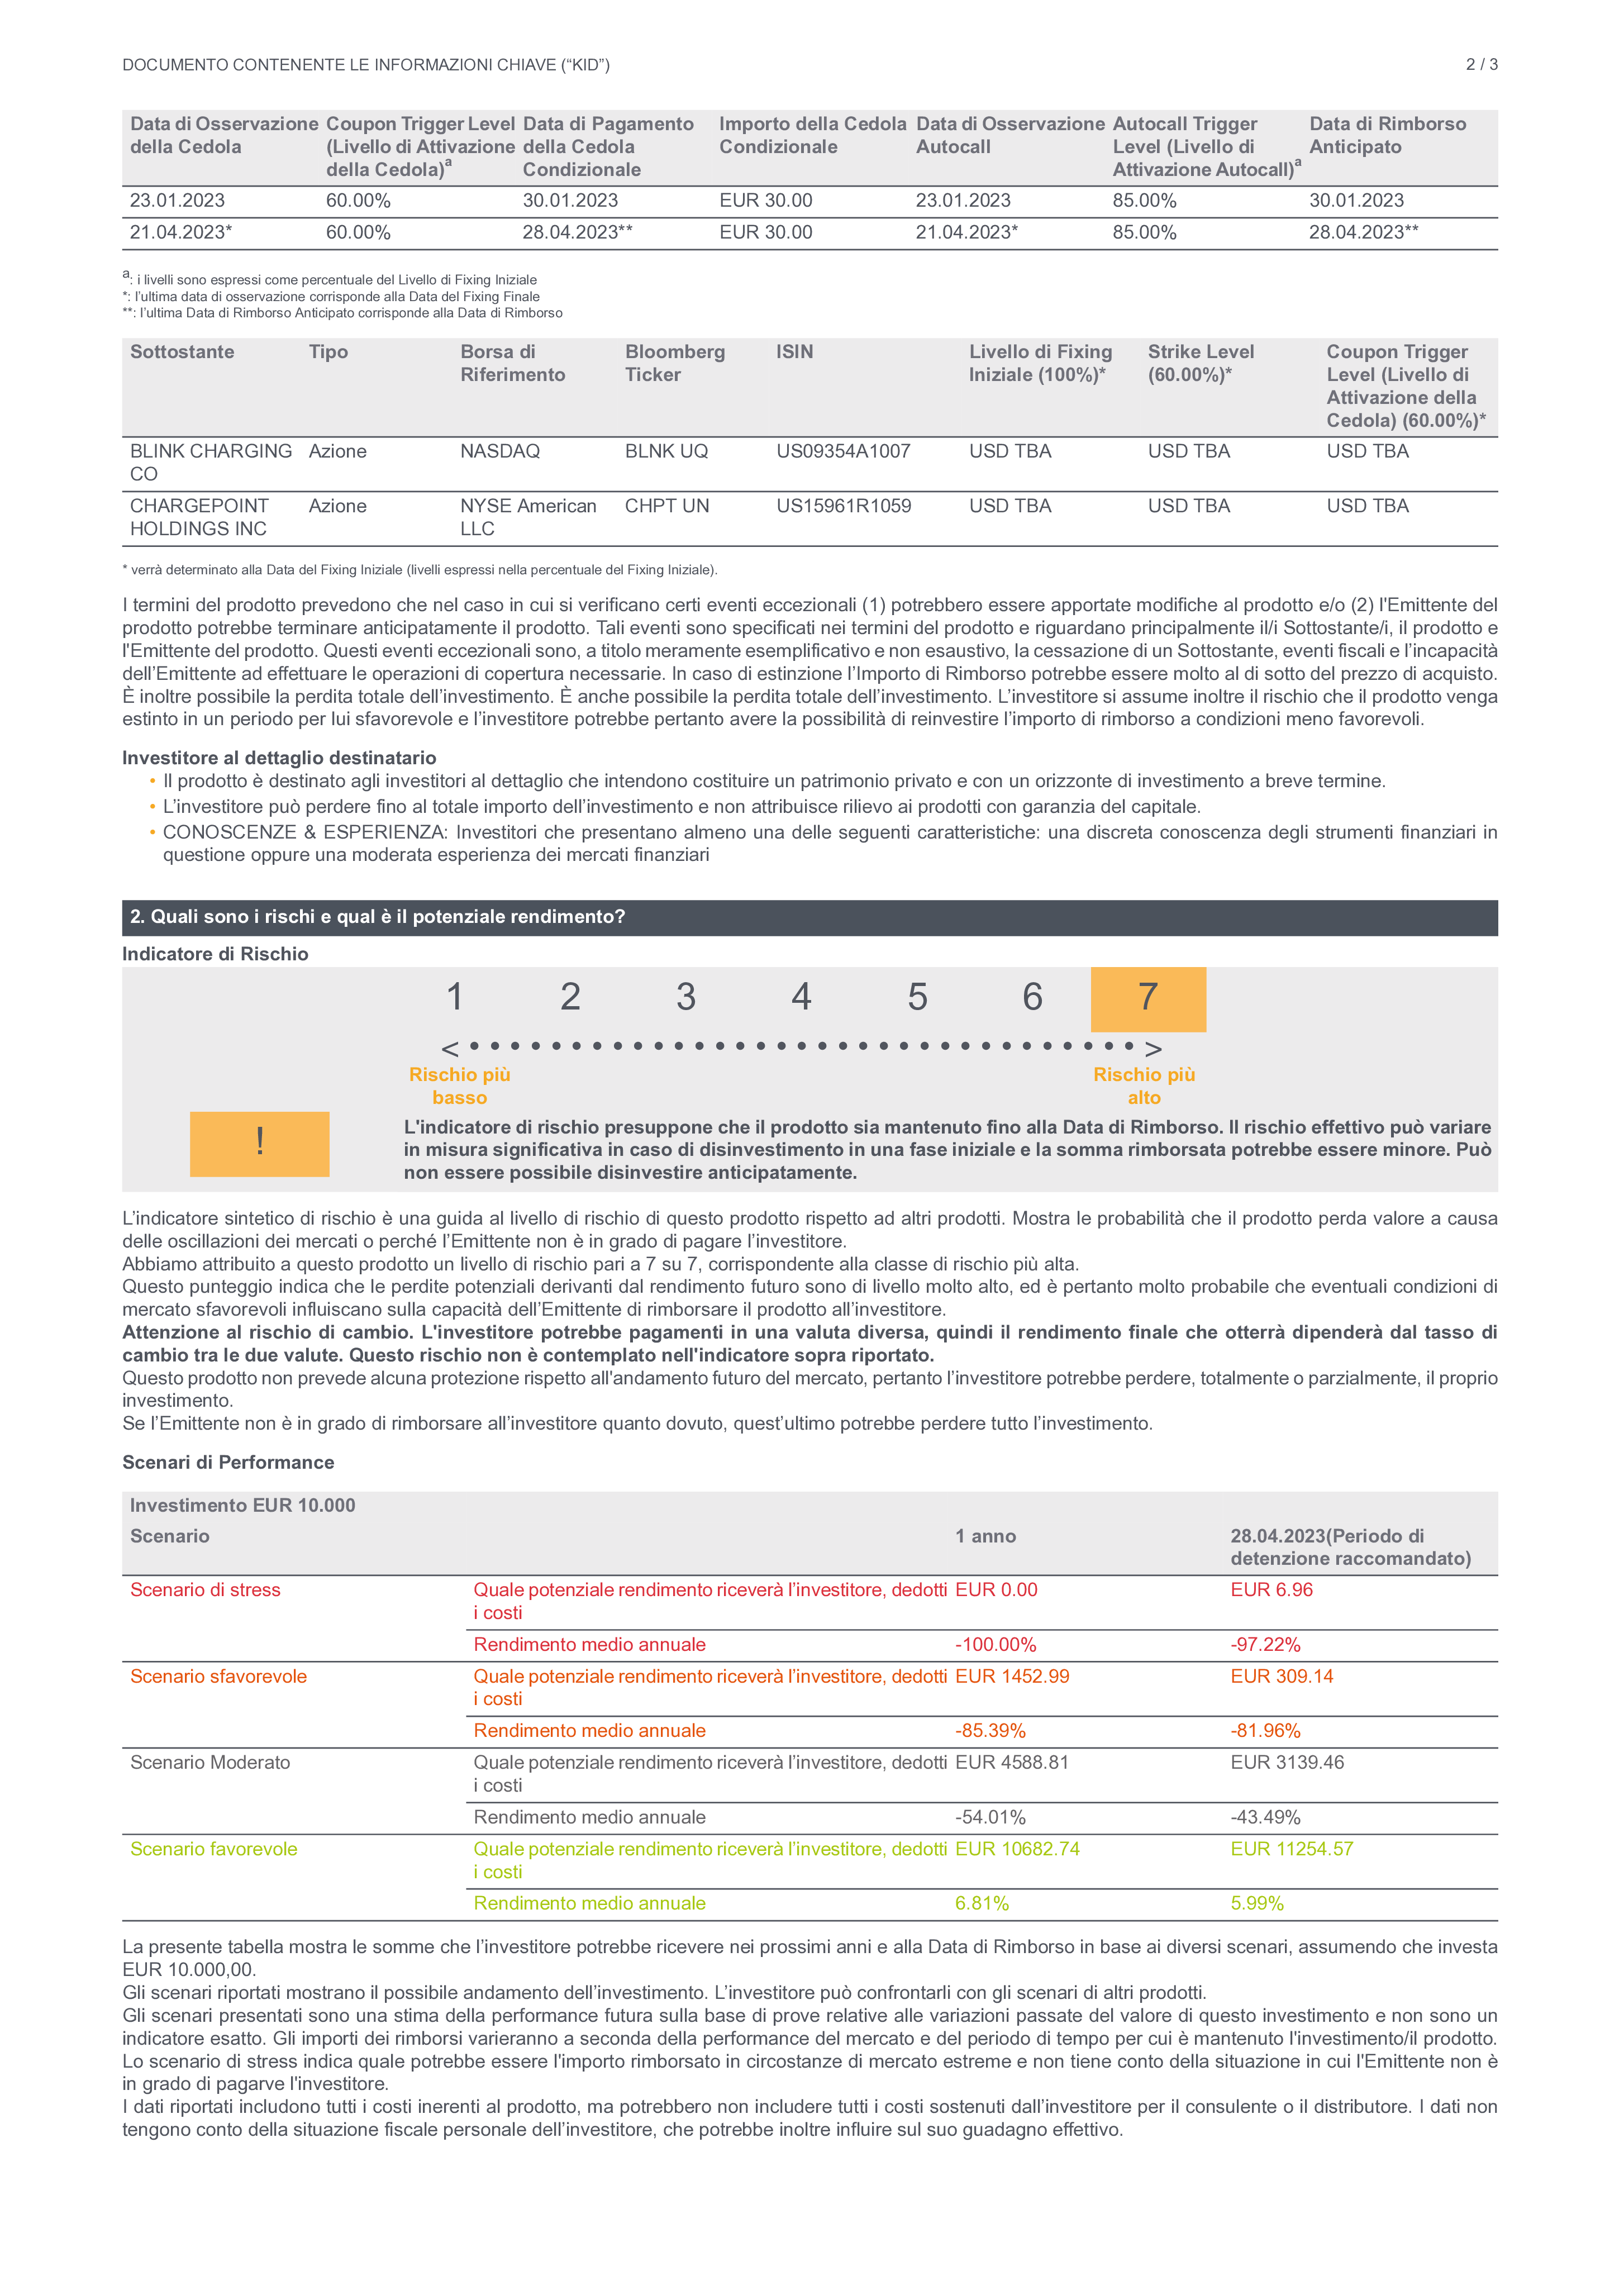 DOCUMENTO CONTENENTE LE INFORMAZIONI CHIAVE (“KID”) 2 / 3
Data di Osservazione Coupon Trigger Level Data di Pagamento Importo della Cedola Data di Osservazione Autocall Trigger Data di Rimborso
della Cedola (Livello di Attivazione della Cedola Condizionale Autocall Level (Livello di Anticipato
della Cedola)a Condizionale Attivazione Autocall)a
23.01.2023 60.00% 30.01.2023 EUR 30.00 23.01.2023 85.00% 30.01.2023
21.04.2023* 60.00% 28.04.2023** EUR 30.00 21.04.2023* 85.00% 28.04.2023**
a: i livelli sono espressi come percentuale del Livello di Fixing Iniziale
*: l’ultima data di osservazione corrisponde alla Data del Fixing Finale
**: l’ultima Data di Rimborso Anticipato corrisponde alla Data di Rimborso
Sottostante Tipo Borsa di Bloomberg ISIN Livello di Fixing Strike Level Coupon Trigger
Riferimento Ticker Iniziale (100%)* (60.00%)* Level (Livello di
Attivazione della
Cedola) (60.00%)*
BLINK CHARGING Azione NASDAQ BLNK UQ US09354A1007 USD TBA USD TBA USD TBA
CO
CHARGEPOINT Azione NYSE American CHPT UN US15961R1059 USD TBA USD TBA USD TBA
HOLDINGS INC LLC
* verrà determinato alla Data del Fixing Iniziale (livelli espressi nella percentuale del Fixing Iniziale).
I termini del prodotto prevedono che nel caso in cui si verificano certi eventi eccezionali (1) potrebbero essere apportate modifiche al prodotto e/o (2) l'Emittente del
prodotto potrebbe terminare anticipatamente il prodotto. Tali eventi sono specificati nei termini del prodotto e riguardano principalmente il/i Sottostante/i, il prodotto e
l'Emittente del prodotto. Questi eventi eccezionali sono, a titolo meramente esemplificativo e non esaustivo, la cessazione di un Sottostante, eventi fiscali e l’incapacità
dell’Emittente ad effettuare le operazioni di copertura necessarie. In caso di estinzione l’Importo di Rimborso potrebbe essere molto al di sotto del prezzo di acquisto.
È inoltre possibile la perdita totale dell’investimento. È anche possibile la perdita totale dell’investimento. L’investitore si assume inoltre il rischio che il prodotto venga
estinto in un periodo per lui sfavorevole e l’investitore potrebbe pertanto avere la possibilità di reinvestire l’importo di rimborso a condizioni meno favorevoli.
Investitore al dettaglio destinatario
• Il prodotto è destinato agli investitori al dettaglio che intendono costituire un patrimonio privato e con un orizzonte di investimento a breve termine.
• L’investitore può perdere fino al totale importo dell’investimento e non attribuisce rilievo ai prodotti con garanzia del capitale.
• CONOSCENZE & ESPERIENZA: Investitori che presentano almeno una delle seguenti caratteristiche: una discreta conoscenza degli strumenti finanziari in
questione oppure una moderata esperienza dei mercati finanziari
2. Quali sono i rischi e qual è il potenziale rendimento?
Indicatore di Rischio
1 2 3 4 5 6 7
< >
Rischio più Rischio più
basso alto
! L'indicatore di rischio presuppone che il prodotto sia mantenuto fino alla Data di Rimborso. Il rischio effettivo può variare
in misura significativa in caso di disinvestimento in una fase iniziale e la somma rimborsata potrebbe essere minore. Può
non essere possibile disinvestire anticipatamente.
L’indicatore sintetico di rischio è una guida al livello di rischio di questo prodotto rispetto ad altri prodotti. Mostra le probabilità che il prodotto perda valore a causa
delle oscillazioni dei mercati o perché l’Emittente non è in grado di pagare l’investitore.
Abbiamo attribuito a questo prodotto un livello di rischio pari a 7 su 7, corrispondente alla classe di rischio più alta.
Questo punteggio indica che le perdite potenziali derivanti dal rendimento futuro sono di livello molto alto, ed è pertanto molto probabile che eventuali condizioni di
mercato sfavorevoli influiscano sulla capacità dell’Emittente di rimborsare il prodotto all’investitore.
Attenzione al rischio di cambio. L'investitore potrebbe pagamenti in una valuta diversa, quindi il rendimento finale che otterrà dipenderà dal tasso di
cambio tra le due valute. Questo rischio non è contemplato nell'indicatore sopra riportato.
Questo prodotto non prevede alcuna protezione rispetto all'andamento futuro del mercato, pertanto l’investitore potrebbe perdere, totalmente o parzialmente, il proprio
investimento.
Se l’Emittente non è in grado di rimborsare all’investitore quanto dovuto, quest’ultimo potrebbe perdere tutto l’investimento.
Scenari di Performance
Investimento EUR 10.000
Scenario 1 anno 28.04.2023(Periodo di
detenzione raccomandato)
Scenario di stress Quale potenziale rendimento riceverà l’investitore, dedotti EUR 0.00 EUR 6.96
i costi
Rendimento medio annuale -100.00% -97.22%
Scenario sfavorevole Quale potenziale rendimento riceverà l’investitore, dedotti EUR 1452.99 EUR 309.14
i costi
Rendimento medio annuale -85.39% -81.96%
Scenario Moderato Quale potenziale rendimento riceverà l’investitore, dedotti EUR 4588.81 EUR 3139.46
i costi
Rendimento medio annuale -54.01% -43.49%
Scenario favorevole Quale potenziale rendimento riceverà l’investitore, dedotti EUR 10682.74 EUR 11254.57
i costi
Rendimento medio annuale 6.81% 5.99%
La presente tabella mostra le somme che l’investitore potrebbe ricevere nei prossimi anni e alla Data di Rimborso in base ai diversi scenari, assumendo che investa
EUR 10.000,00.
Gli scenari riportati mostrano il possibile andamento dell’investimento. L’investitore può confrontarli con gli scenari di altri prodotti.
Gli scenari presentati sono una stima della performance futura sulla base di prove relative alle variazioni passate del valore di questo investimento e non sono un
indicatore esatto. Gli importi dei rimborsi varieranno a seconda della performance del mercato e del periodo di tempo per cui è mantenuto l'investimento/il prodotto.
Lo scenario di stress indica quale potrebbe essere l'importo rimborsato in circostanze di mercato estreme e non tiene conto della situazione in cui l'Emittente non è
in grado di pagarve l'investitore.
I dati riportati includono tutti i costi inerenti al prodotto, ma potrebbero non includere tutti i costi sostenuti dall’investitore per il consulente o il distributore. I dati non
tengono conto della situazione fiscale personale dell’investitore, che potrebbe inoltre influire sul suo guadagno effettivo.